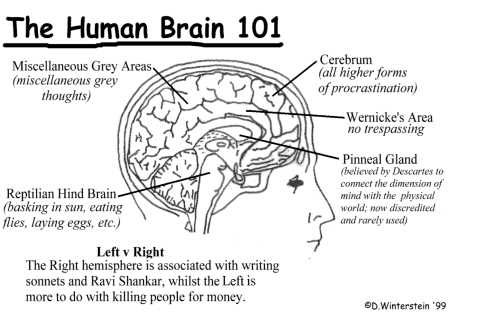 The Human Brain 101
Miscellaneous Grey Areas
(miscellaneous grey
thoughts)
Cerebrum
(all higher forms
of procrastination)
Wernicke's Area
no trespassing
Pinneal Gland
(believed by Descartes to
connect the dimension of
mind with the physical
world; now discredited
and rarely used)
Reptilian Hind Brain
(basking in sun, eating
flies, laying eggs, etc.)
Left v Right
The Right hemisphere is associated with writing
sonnets and Ravi Shankar, whilst the Left is
more to do with killing people for money.
©D.Winterstein '99